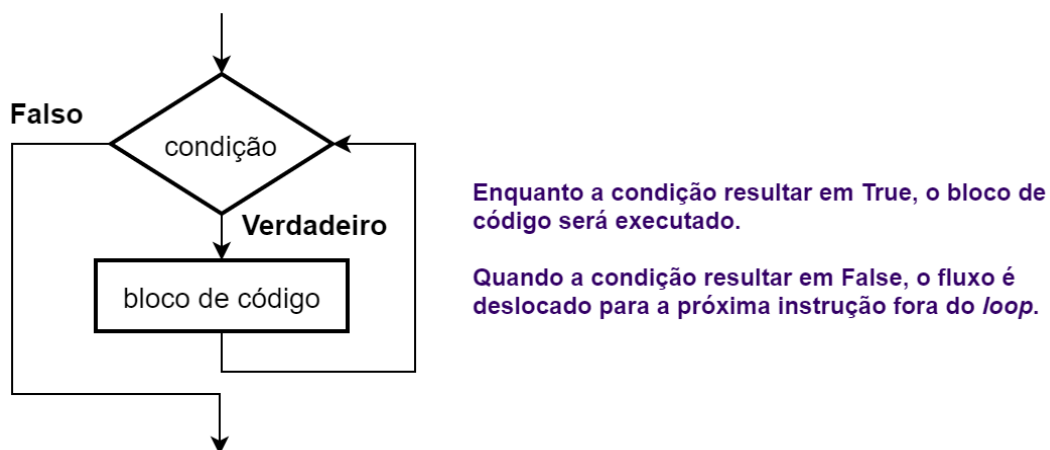 Falso
condição
Verdadeiro
bloco de código
Enquanto a condição resultar em True, o bloco de
código será executado.
Quando a condição resultar em False, o fluxo é
deslocado para a próxima instrução fora do loop.